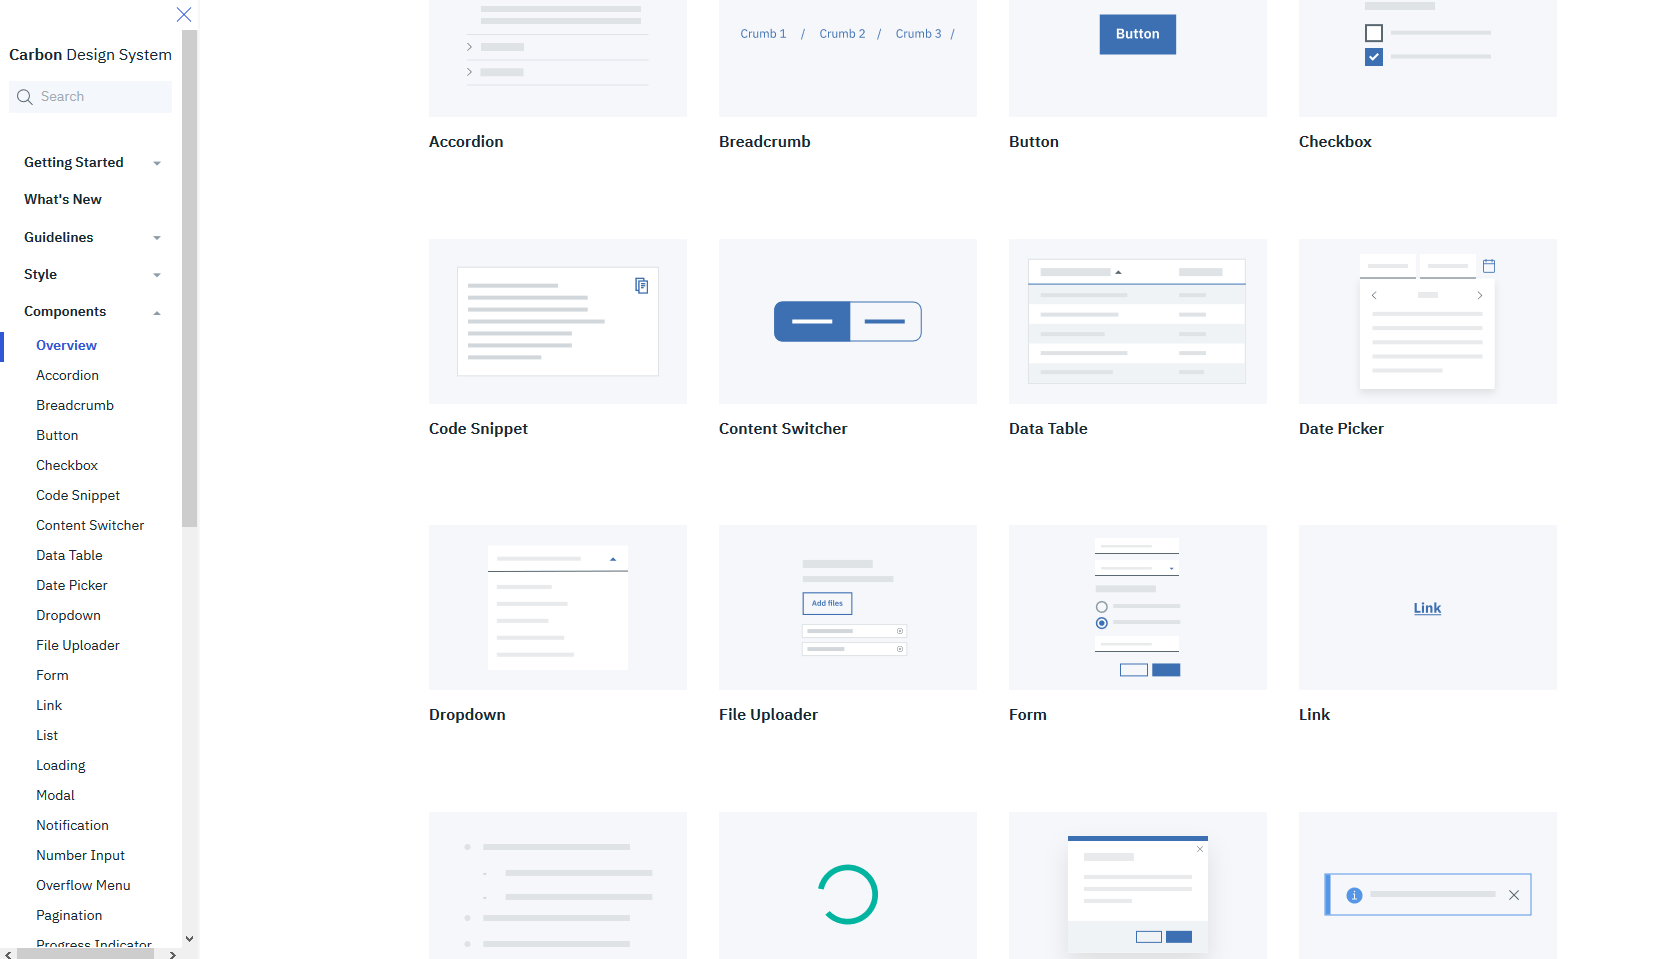 Carbon Design System
Search
Getting Started
What's New
Guidelines
Style
Components
Overview
Accordion
Breadcrumb
Button
Checkbox
Code Snippet
Content Switcher
Data Table
Date Picker
Dropdown
File Uploader
Form
Link
List
Loading
Modal
Notification
Number Input
Overflow Menu
Pagination
Progress Indicator
Crumb 1 / Crumb 2 / Crumb 3 /
Button
Accordion
Breadcrumb
Button
Checkbox
Code Snippet
Content Switcher
Data Table
Date Picker
Add files
Link
Dropdown
File Uploader
Form
Link